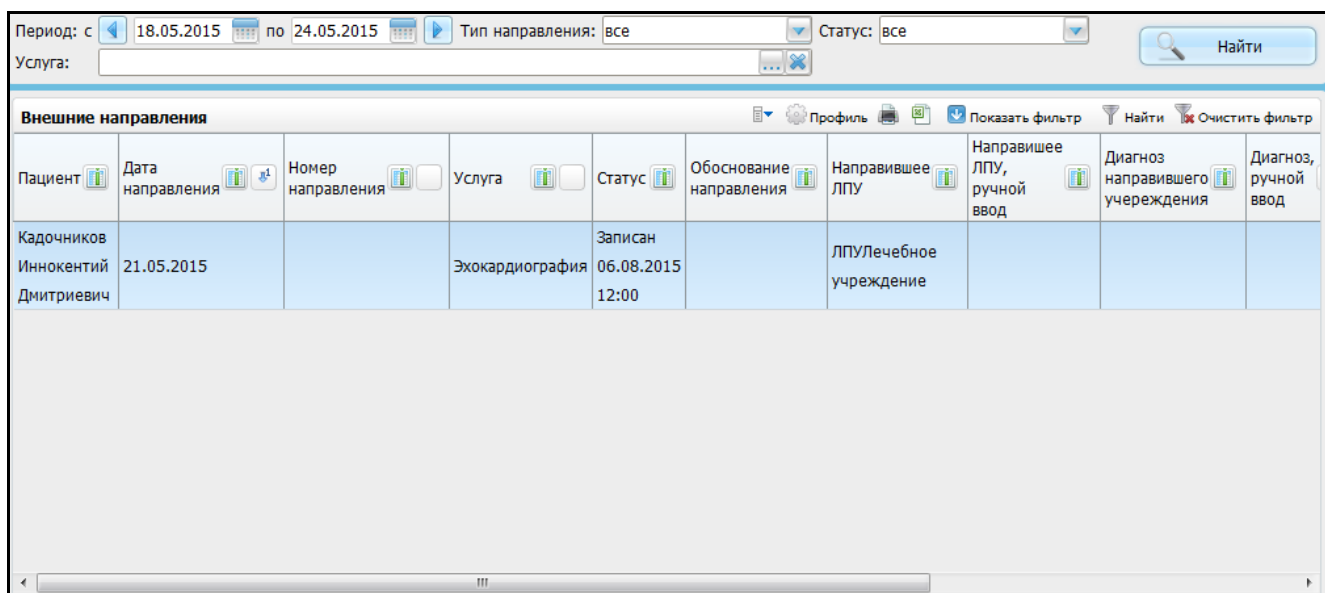 Период: с 18.05.2015 по 24.05.2015 Тип направления: все Статус: все Найти
Услуга: ...
Внешние направления Профиль Показать фильтр Найти Очистить фильтр
Пациент
Дата
направления
1
Номер
направления
Услуга
Статус
Обоснование
направления
Направившее
ЛПУ
Направишее
ЛПУ,
ручной
ввод
Диагноз
направившего
учереждения
Диагноз,
ручной
ввод
Кадочников
Иннокентий
Дмитриевич
21.05.2015
Эхокардиография
Записан
06.08.2015
12:00
ЛПУЛечебное
учреждение